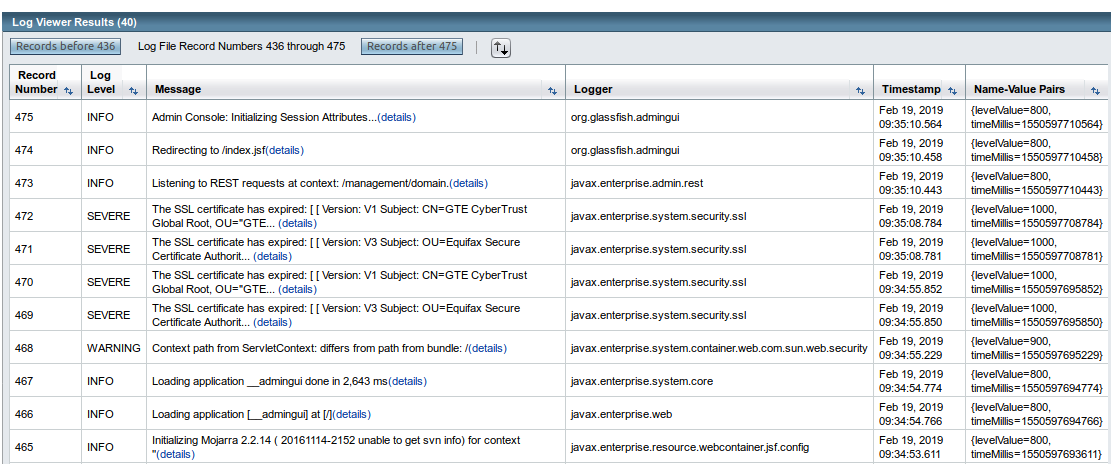 Log Viewer Results (40)
Records before 436 Log File Record Numbers 436 through 475 Records after 475
Record Number Log Level Message Logger Timestamp Name-Value Pairs
475 INFO Admin Console: Initializing Session Attributes...(details) org.glassfish.admingui Feb 19, 2019 {levelValue=800,
09:35:10.564 timeMillis=1550597710564}
474 INFO Redirecting to /index.jsf(details) org.glassfish.admingui Feb 19, 2019 {levelValue=800,
09:35:10.458 timeMillis=1550597710458}
473 INFO Listening to REST requests at context: /management/domain.(details) javax.enterprise.admin.rest Feb 19, 2019 {levelValue=800,
09:35:10.443 timeMillis=1550597710443}
472 SEVERE The SSL certificate has expired: [ [ Version: V1 Subject: CN=GTE CyberTrust javax.enterprise.system.security.ssl Feb 19, 2019 {levelValue=1000,
Global Root, OU="GTE... (details) 09:35:08.784 timeMillis=1550597708784}
471 SEVERE The SSL certificate has expired: [ [ Version: V3 Subject: OU=Equifax Secure javax.enterprise.system.security.ssl Feb 19, 2019 {levelValue=1000,
Certificate Authorit... (details) 09:35:08.781 timeMillis=1550597708781}
470 SEVERE The SSL certificate has expired: [ [ Version: V1 Subject: CN=GTE CyberTrust javax.enterprise.system.security.ssl Feb 19, 2019 {levelValue=1000,
Global Root, OU="GTE... (details) 09:34:55.852 timeMillis=1550597695852}
469 SEVERE The SSL certificate has expired: [ [ Version: V3 Subject: OU=Equifax Secure javax.enterprise.system.security.ssl Feb 19, 2019 {levelValue=1000,
Certificate Authorit... (details) 09:34:55.850 timeMillis=1550597695850}
468 WARNING Context path from ServletContext: differs from path from bundle: /(details) javax.enterprise.system.container.web.com.sun.web.security Feb 19, 2019 {levelValue=900,
09:34:55.229 timeMillis=1550597695229}
467 INFO Loading application __admingui done in 2,643 ms(details) javax.enterprise.system.core Feb 19, 2019 {levelValue=800,
09:34:54.774 timeMillis=1550597694774}
466 INFO Loading application [__admingui] at [/](details) javax.enterprise.web Feb 19, 2019 {levelValue=800,
09:34:54.766 timeMillis=1550597694766}
465 INFO Initializing Mojarra 2.2.14 ( 20161114-2152 unable to get svn info) for context javax.enterprise.resource.webcontainer.jsf.config Feb 19, 2019 {levelValue=800,
''(details) 09:34:53.611 timeMillis=1550597693611}